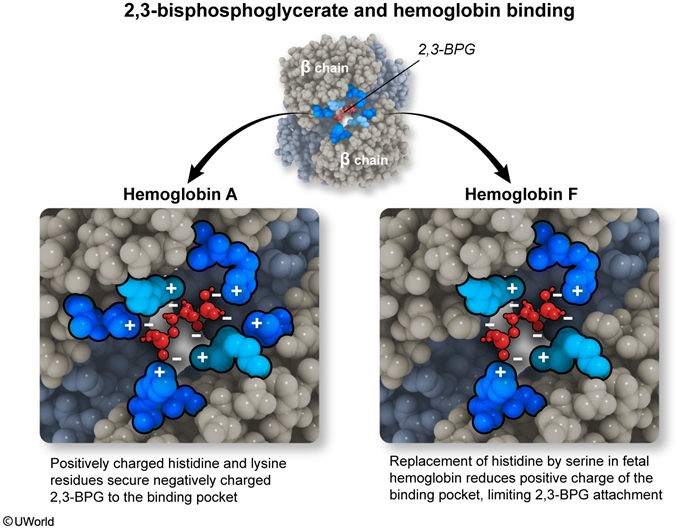 2,3-bisphosphoglycerate and hemoglobin binding
2,3-BPG
β chain
β chain
Hemoglobin A
Hemoglobin F
+
+
+
+
+
+
−
−
−
−
−
+
+
+
+
−
−
−
−
−
Positively charged histidine and lysine
residues secure negatively charged
2,3-BPG to the binding pocket
Replacement of histidine by serine in fetal
hemoglobin reduces positive charge of the
binding pocket, limiting 2,3-BPG attachment
©UWorld